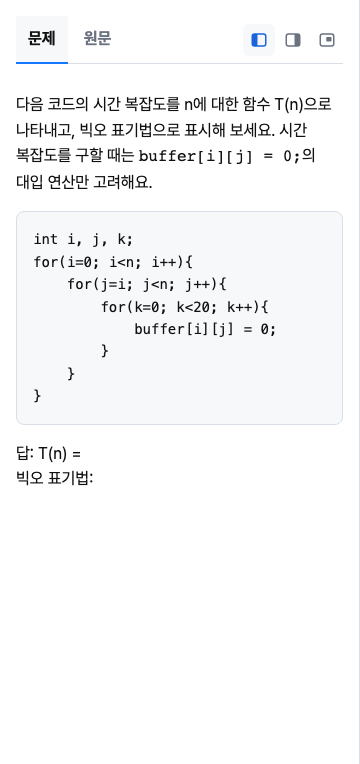 문제
원문
다음 코드의 시간 복잡도를 n에 대한 함수 T(n)으로
나타내고, 빅오 표기법으로 표시해 보세요. 시간
복잡도를 구할 때는 buffer[i][j] = 0;의
대입 연산만 고려해요.
int i, j, k;
for(i=0; i<n; i++){
    for(j=i; j<n; j++){
        for(k=0; k<20; k++){
            buffer[i][j] = 0;
        }
    }
}
답: T(n) =
빅오 표기법: